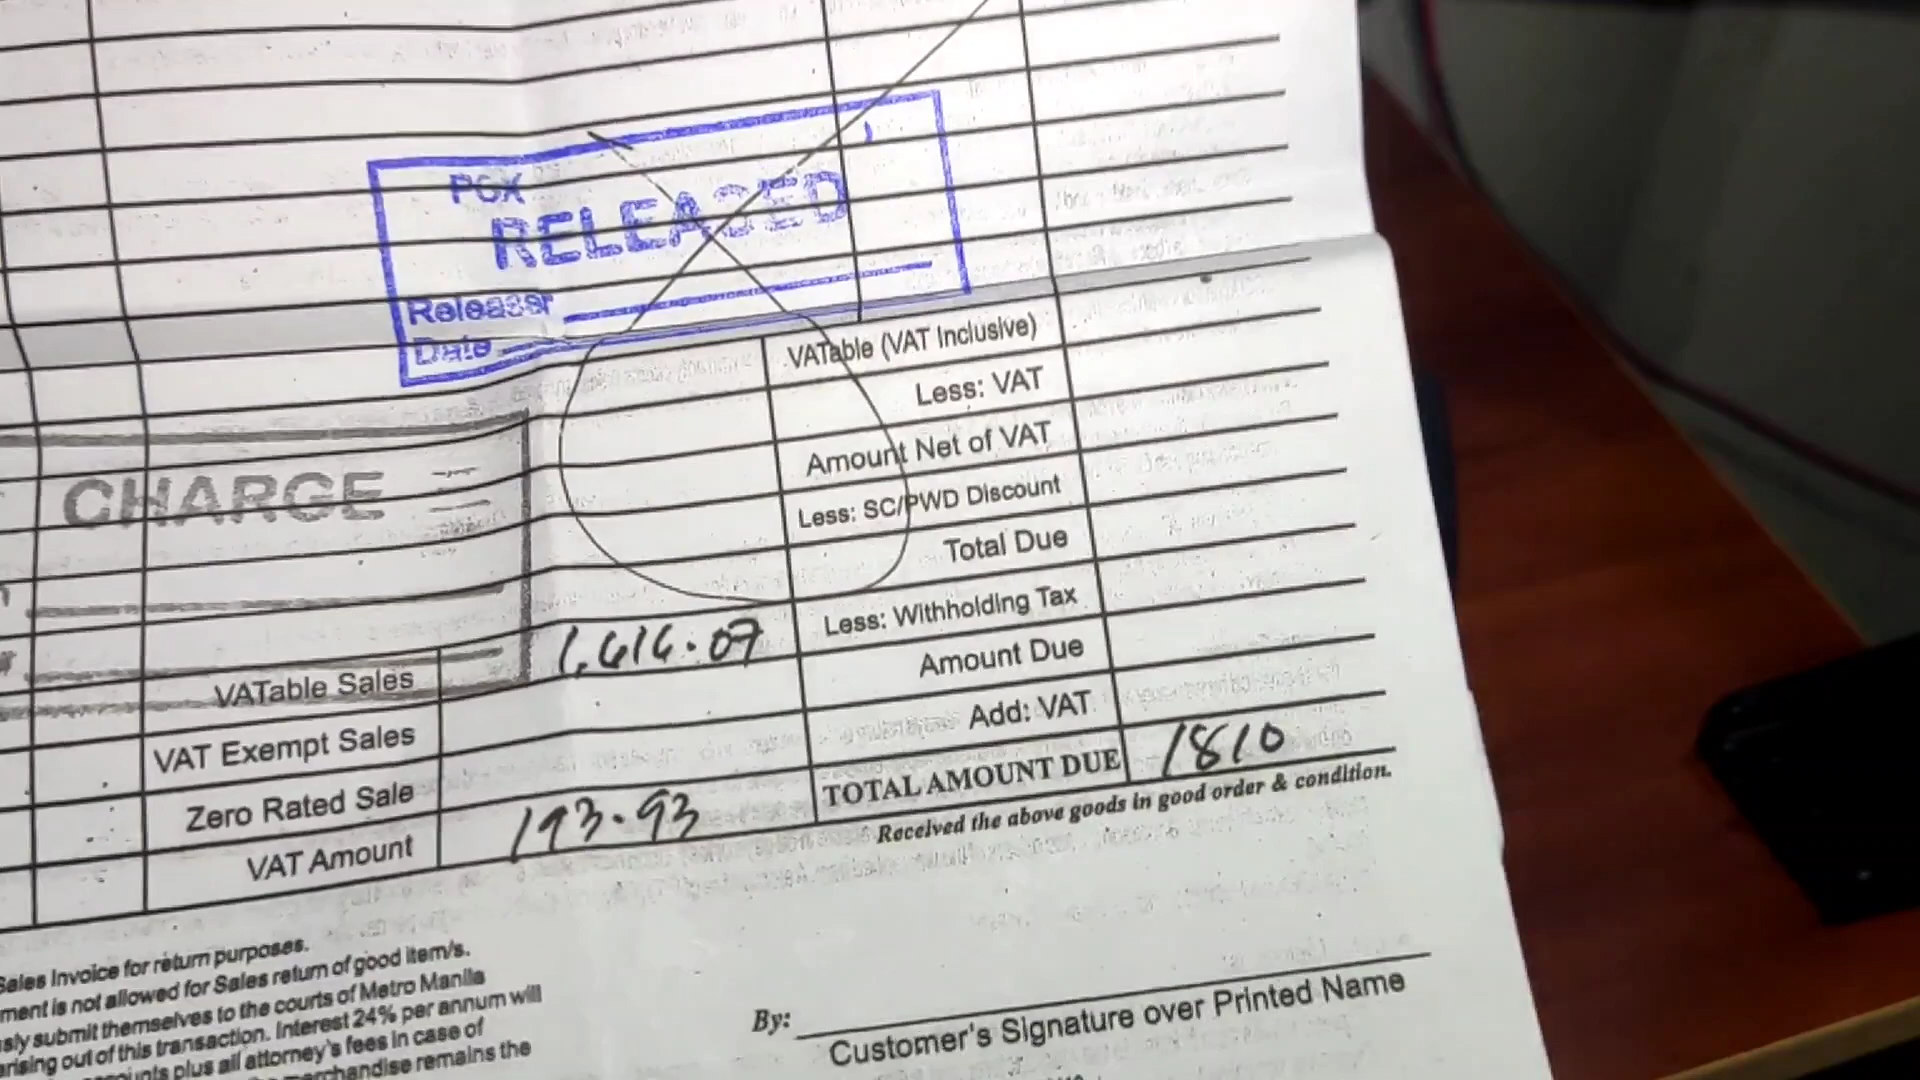 PGX
RELEASED
Releaser
Date
CHARGE
VATable (VAT Inclusive)
Less: VAT
Amount Net of VAT
Less: SC/PWD Discount
Total Due
Less: Withholding Tax
Amount Due
Add: VAT
TOTAL AMOUNT DUE 1810
VATable Sales 1,616.07
VAT Exempt Sales
Zero Rated Sale
VAT Amount 193.93
Received the above goods in good order & condition.
Sales Invoice for return purposes.
ment is not allowed for Sales return of good item/s.
sly submit themselves to the courts of Metro Manila
arising out of this transaction. Interest 24% per annum will
plus all attorney's fees in case of
merchandise remains the
By:
Customer's Signature over Printed Name